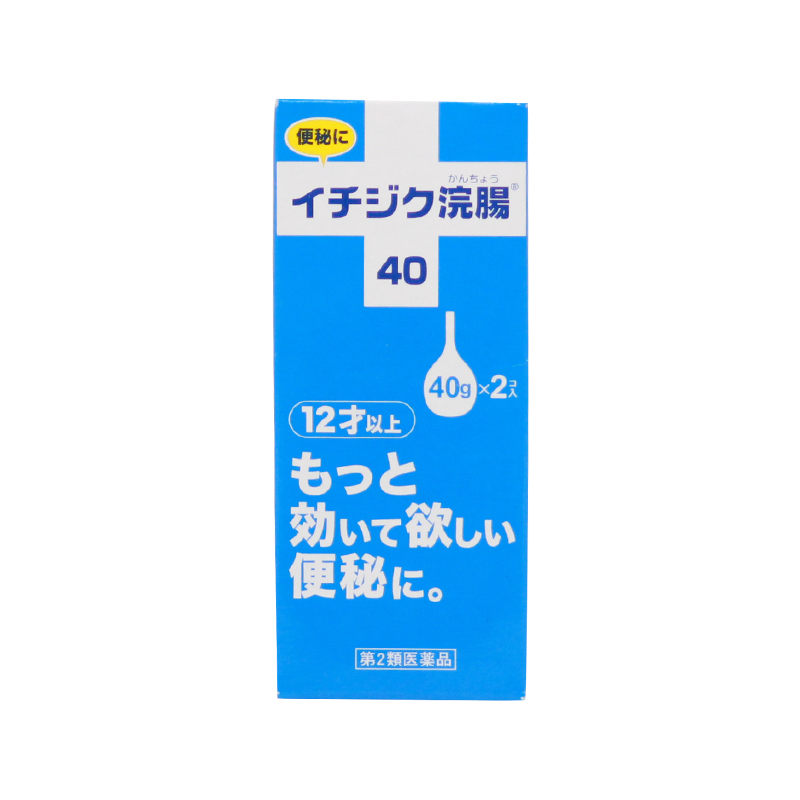 便秘に
かんちょう
イチジク浣腸®
40
40g×2コ入
12才以上
もっと
効いて欲しい
便秘に。
第2類医薬品